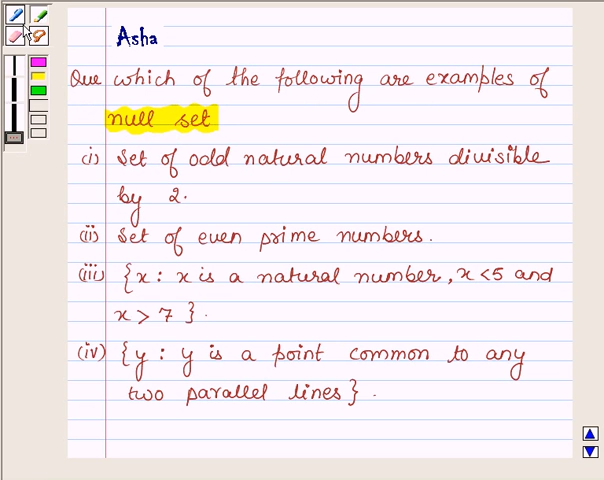 Asha
Que which of the following are examples of
null set
(i) Set of odd natural numbers divisible
by 2.
(ii) Set of even prime numbers.
(iii) {x : x is a natural number, x < 5 and
x > 7 }.
(iv) {y : y is a point common to any
two parallel lines} .